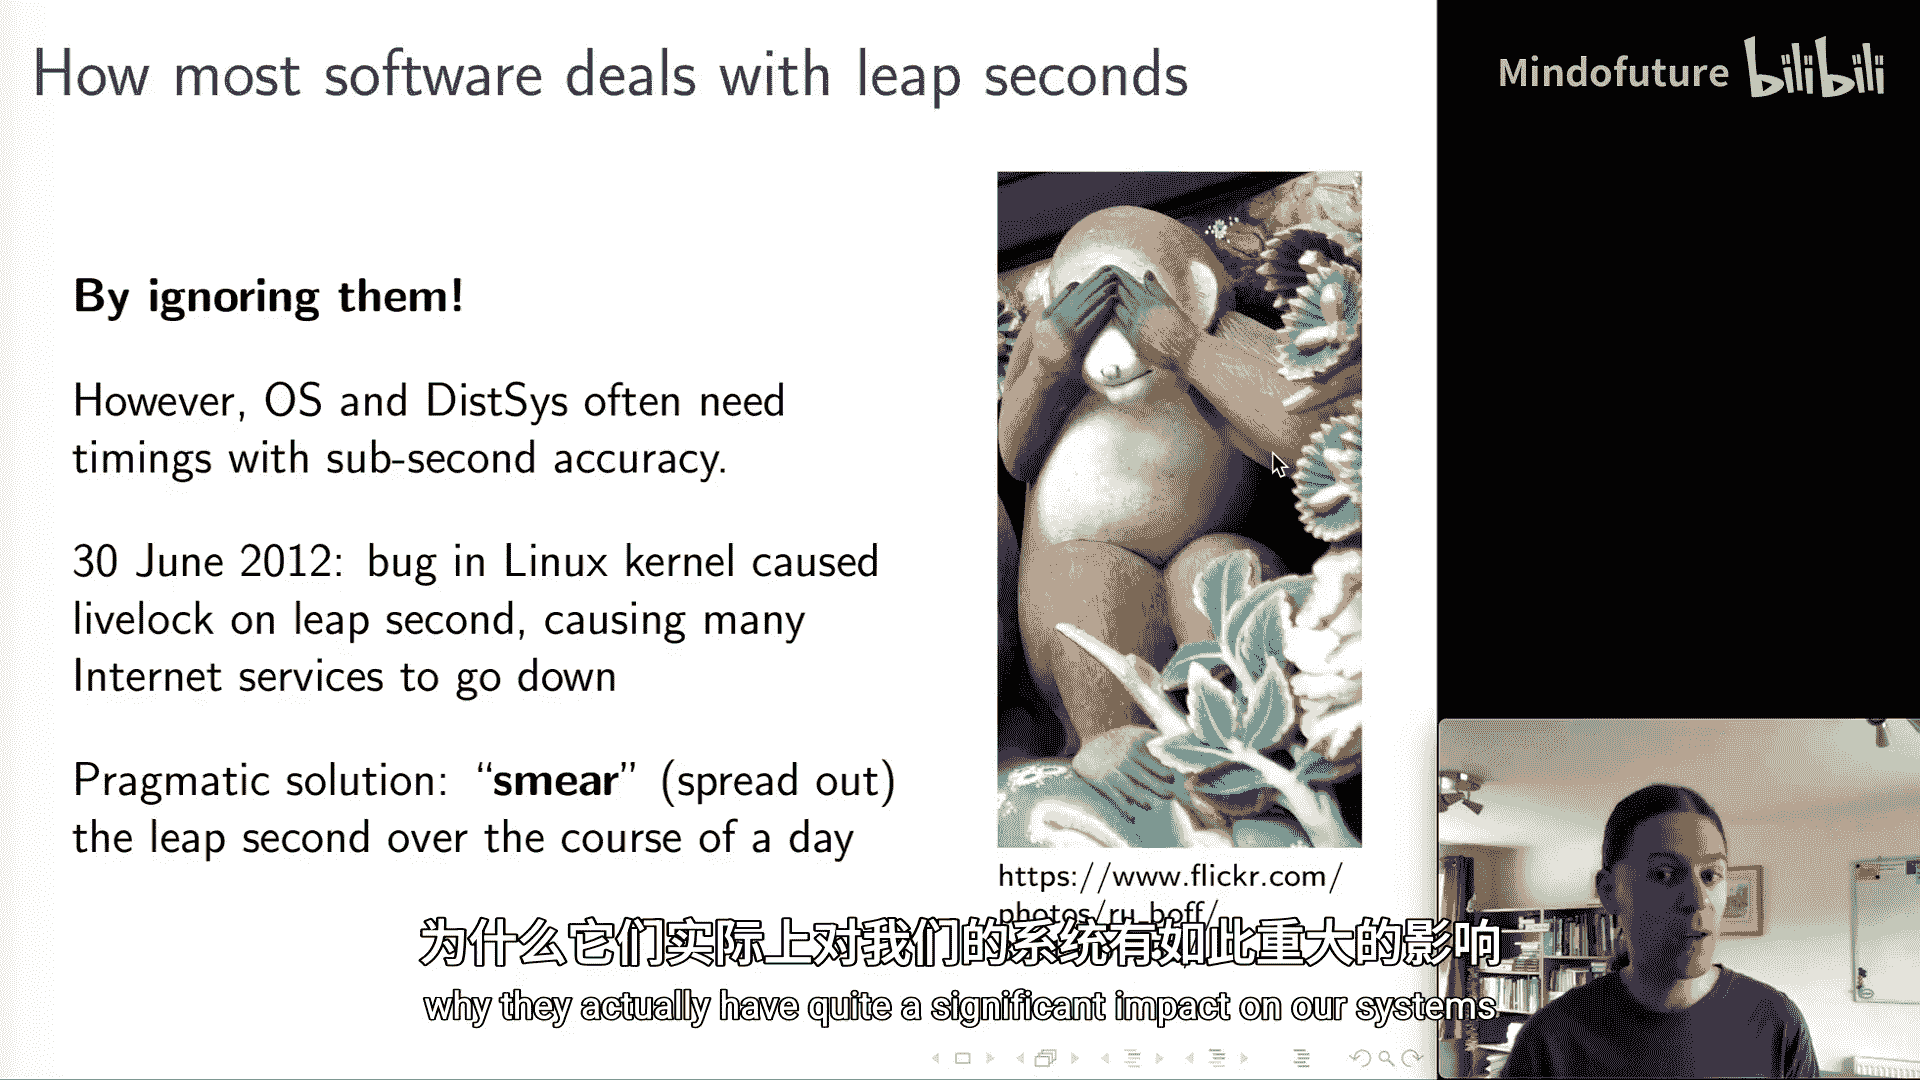 How most software deals with leap seconds
Mindofuture bilibili
By ignoring them!
However, OS and DistSys often need
timings with sub-second accuracy.
30 June 2012: bug in Linux kernel caused
livelock on leap second, causing many
Internet services to go down
Pragmatic solution: “smear” (spread out)
the leap second over the course of a day
https://www.flickr.com/
photos/ru_boff/
为什么它们实际上对我们的系统有如此重大的影响
why they actually have quite a significant impact on our systems